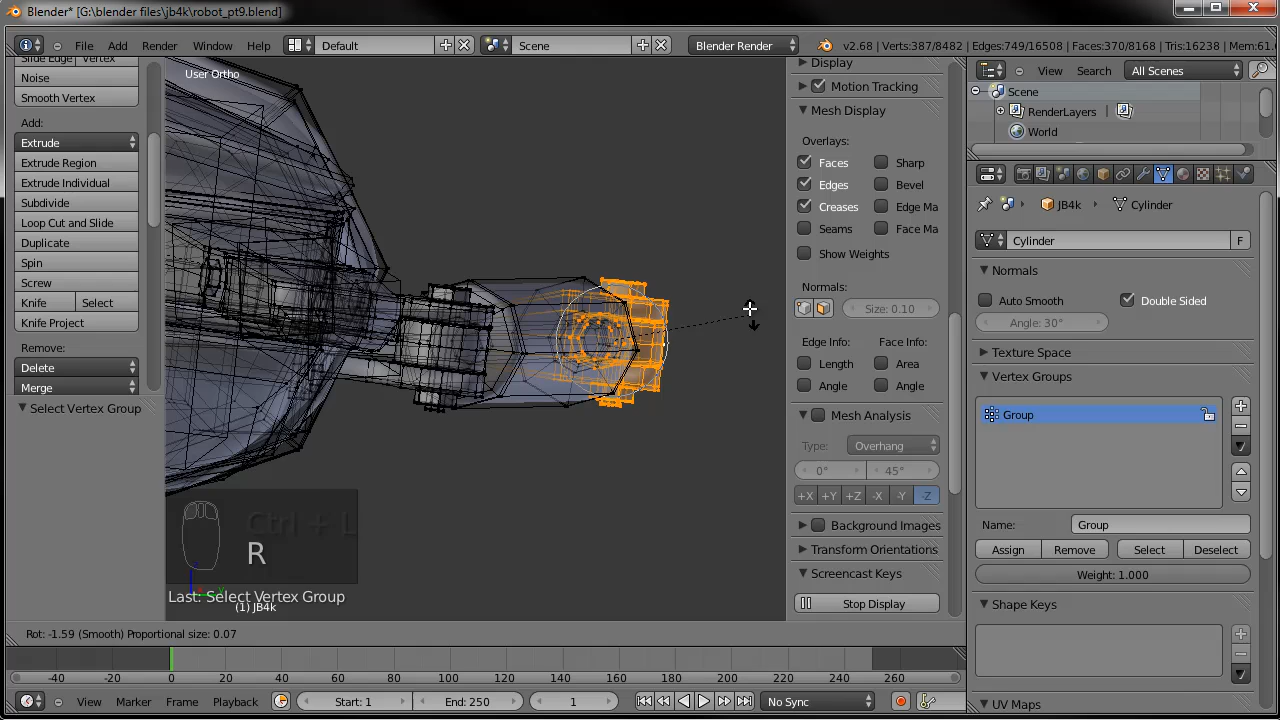 Blender* [G:\blender files\jb4k\robot_pt9.blend]
File Add Render Window Help Default Scene Blender Render v2.68 | Verts:387/8482 | Edges:749/16508 | Faces:370/8168 | Tris:16238 | Mem:61.
Slide Edge Vertex
Noise
Smooth Vertex
Add:
Extrude
Extrude Region
Extrude Individual
Subdivide
Loop Cut and Slide
Duplicate
Spin
Screw
Knife Select
Knife Project
Remove:
Delete
Merge
Select Vertex Group
User Ortho
Ctrl + L
R
Last: Select Vertex Group
(1) JB4k
Rot: -1.59 (Smooth) Proportional size: 0.07
Display
Motion Tracking
Mesh Display
Overlays:
Faces Sharp
Edges Bevel
Creases Edge Ma
Seams Face Ma
Show Weights
Normals:
Size: 0.10
Edge Info: Face Info:
Length Area
Angle Angle
Mesh Analysis
Type: Overhang
0° 45°
+X +Y +Z -X -Y -Z
Background Images
Transform Orientations
Screencast Keys
Stop Display
View Search All Scenes
Scene
RenderLayers
World
JB4k Cylinder
Cylinder F
Normals
Auto Smooth Double Sided
Angle: 30°
Texture Space
Vertex Groups
Group
Name: Group
Assign Remove Select Deselect
Weight: 1.000
Shape Keys
UV Maps
-40 -20 0 20 40 60 80 100 120 140 160 180 200 220 240 260
View Marker Frame Playback Start: 1 End: 250 1 No Sync